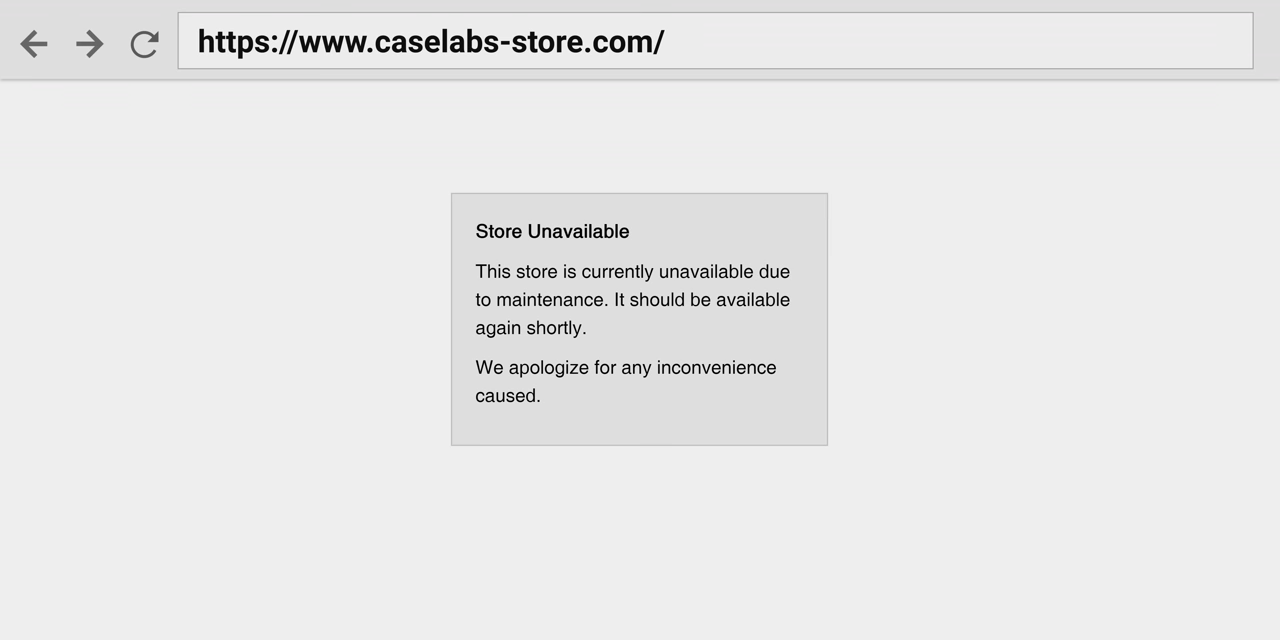 https://www.caselabs-store.com/
Store Unavailable
This store is currently unavailable due
to maintenance. It should be available
again shortly.
We apologize for any inconvenience
caused.